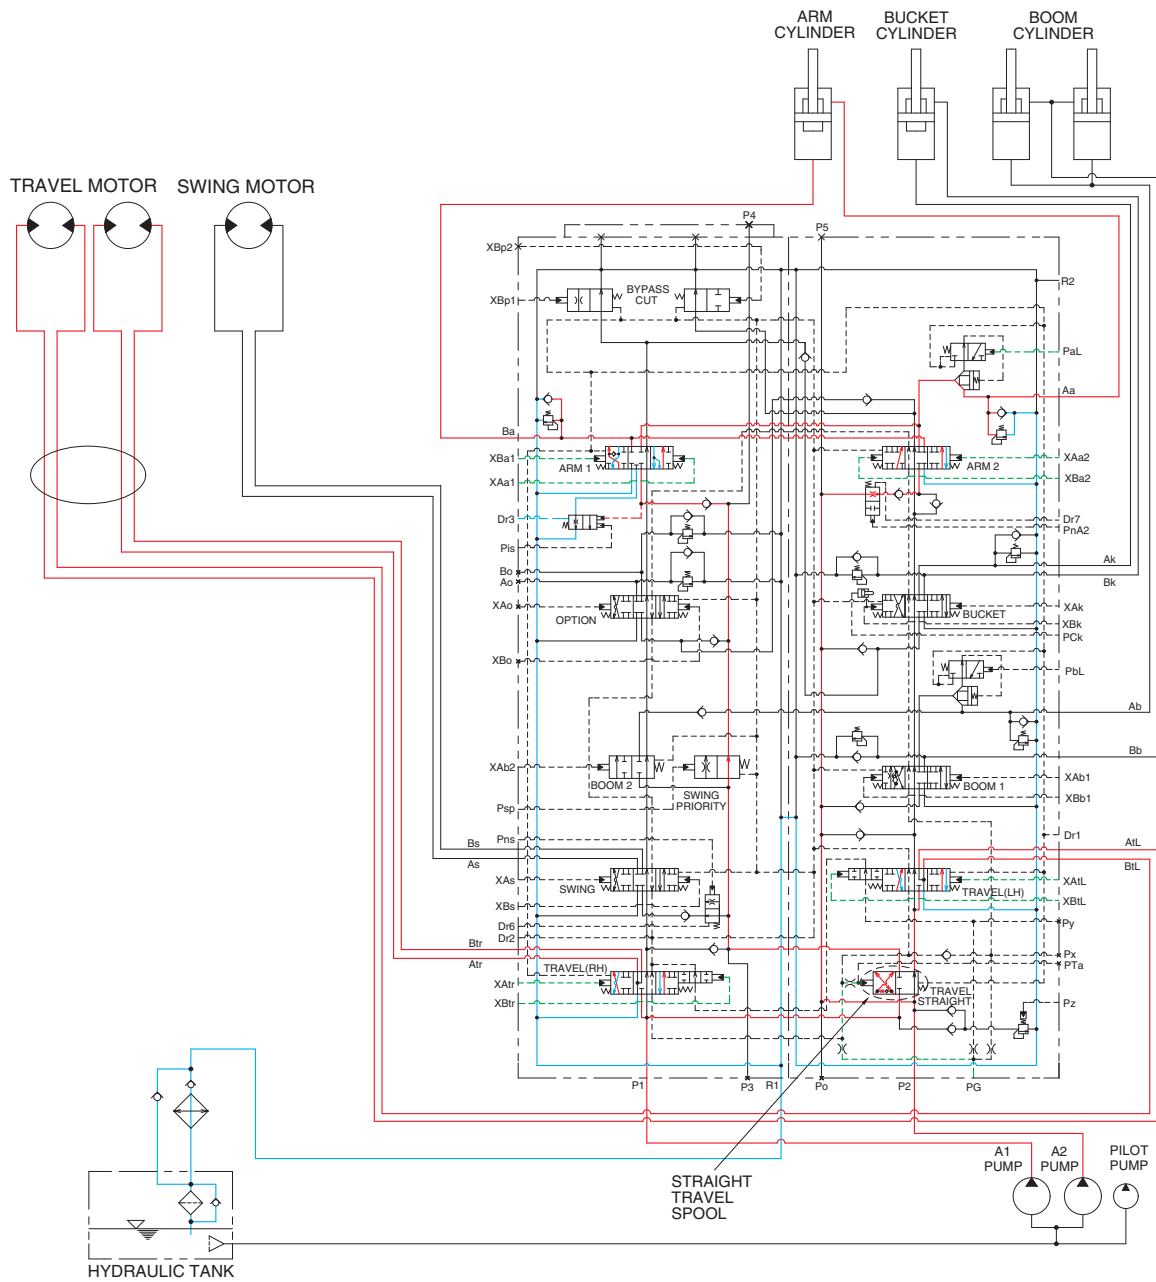 ARM
CYLINDER
BUCKET
CYLINDER
BOOM
CYLINDER
TRAVEL MOTOR
SWING MOTOR
P4
P5
XBp2
R2
XBp1
BYPASS
CUT
PaL
Aa
Ba
XBa1
ARM 1
ARM 2
XAa2
XAa1
XBa2
Dr3
Dr7
PnA2
Pis
Ak
Bo
Ao
Bk
XAo
OPTION
BUCKET
XAk
XBk
PCk
XBo
PbL
Ab
Bb
XAb2
BOOM 2
SWING
PRIORITY
BOOM 1
XAb1
XBb1
Psp
Pns
Dr1
Bs
AtL
As
BtL
XAs
SWING
TRAVEL(LH)
XAtL
XBs
XBtL
Dr6
Py
Dr2
Btr
Px
Atr
TRAVEL(RH)
PTa
XAtr
TRAVEL
STRAIGHT
XBtr
Pz
P1
P3
R1
Po
P2
PG
STRAIGHT
TRAVEL
SPOOL
A1
PUMP
A2
PUMP
PILOT
PUMP
HYDRAULIC TANK